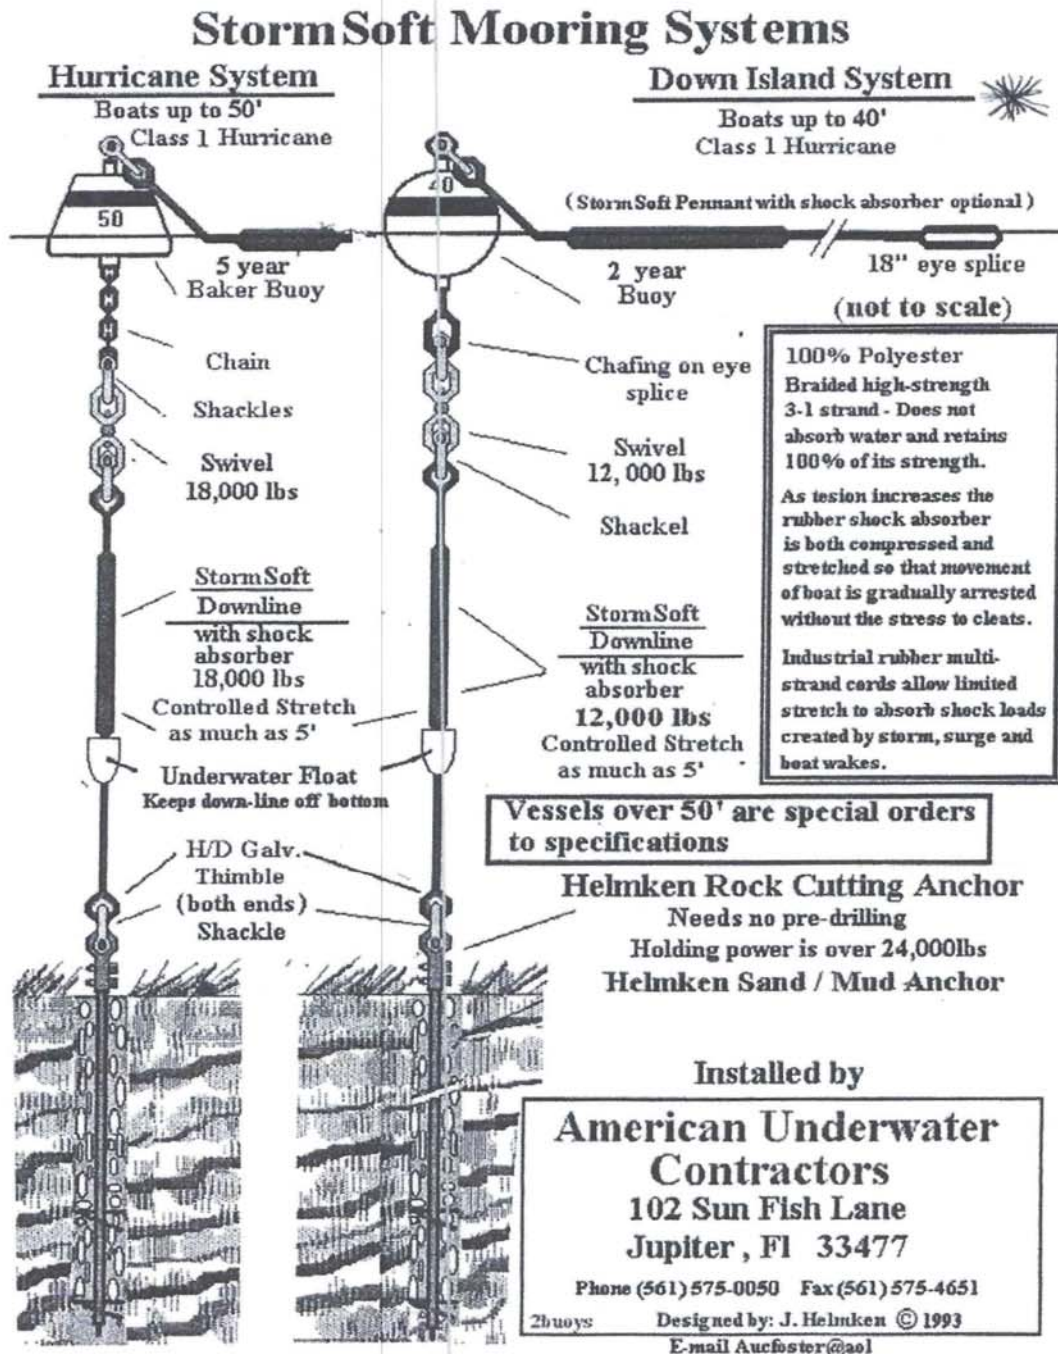 StormSoft Mooring Systems
Hurricane System
Boats up to 50'
Class 1 Hurricane
50
5 year
Baker Buoy
Chain
Shackles
Swivel
18,000 lbs
StormSoft
Downline
with shock
absorber
18,000 lbs
Controlled Stretch
as much as 5'
Underwater Float
Keeps down-line off bottom
H/D Galv.
Thimble
(both ends)
Shackle
Down Island System
Boats up to 40'
Class 1 Hurricane
40
(StormSoft Pennant with shock absorber optional)
2 year
Buoy
18" eye splice
(not to scale)
Chafing on eye
splice
Swivel
12, 000 lbs
Shackel
StormSoft
Downline
with shock
absorber
12,000 lbs
Controlled Stretch
as much as 5'
100% Polyester
Braided high-strength
3-1 strand - Does not
absorb water and retains
100% of its strength.
As tesion increases the
rubber shock absorber
is both compressed and
stretched so that movement
of boat is gradually arrested
without the stress to cleats.
Industrial rubber multi-
strand cords allow limited
stretch to absorb shock loads
created by storm, surge and
boat wakes.
Vessels over 50' are special orders
to specifications
Helmken Rock Cutting Anchor
Needs no pre-drilling
Holding power is over 24,000lbs
Helmken Sand / Mud Anchor
Installed by
American Underwater
Contractors
102 Sun Fish Lane
Jupiter , Fl 33477
Phone (561) 575-0050 Fax (561) 575-4651
2buoys Designed by: J. Helmken © 1993
E-mail Aucfoster@aol